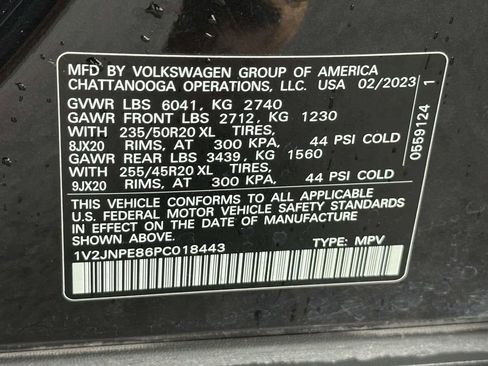 MFD BY VOLKSWAGEN GROUP OF AMERICA
CHATTANOOGA OPERATIONS, LLC. USA 02/2023
GVWR LBS 6041, KG 2740
GAWR FRONT LBS 2712, KG 1230
WITH 235/50R20 XL TIRES,
8JX20 RIMS, AT 300 KPA, 44 PSI COLD
GAWR REAR LBS 3439, KG 1560
WITH 255/45R20 XL TIRES,
9JX20 RIMS, AT 300 KPA, 44 PSI COLD
THIS VEHICLE CONFORMS TO ALL APPLICABLE
U.S. FEDERAL MOTOR VEHICLE SAFETY STANDARDS
IN EFFECT ON THE DATE OF MANUFACTURE
1V2JNPE86PC018443 TYPE: MPV
0659124 1